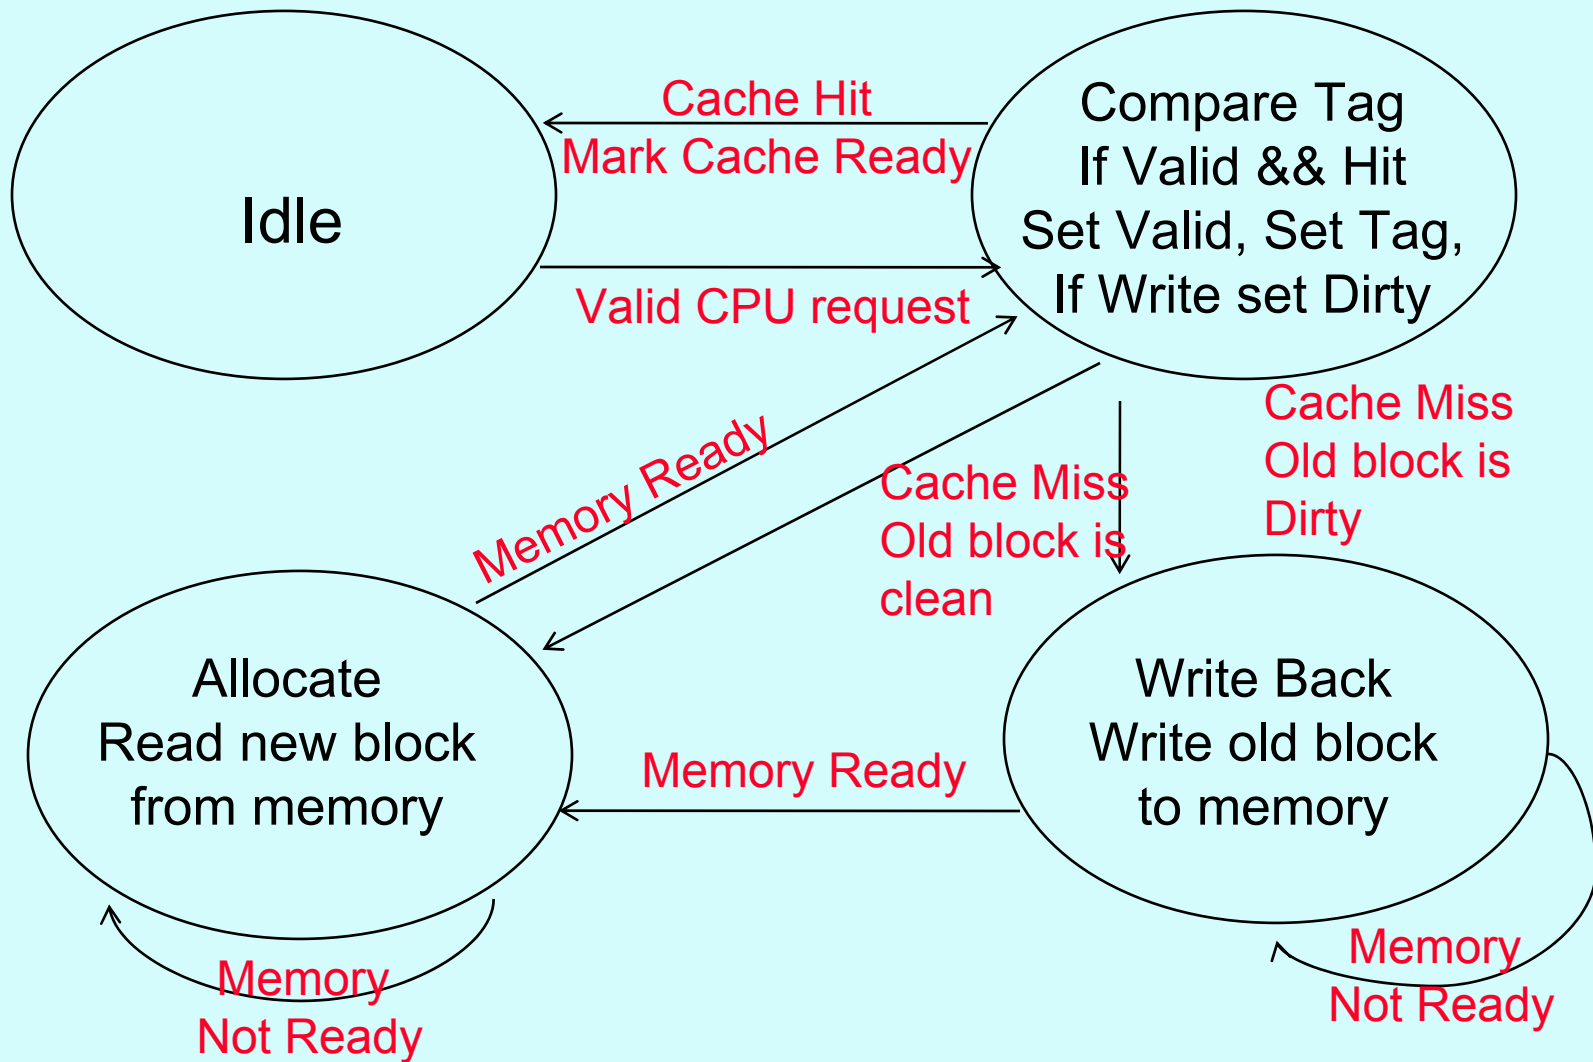 Idle
Cache Hit
Mark Cache Ready
Valid CPU request
Compare Tag
If Valid && Hit
Set Valid, Set Tag,
If Write set Dirty
Memory Ready
Cache Miss
Old block is
clean
Cache Miss
Old block is
Dirty
Allocate
Read new block
from memory
Memory Ready
Write Back
Write old block
to memory
Memory
Not Ready
Memory
Not Ready